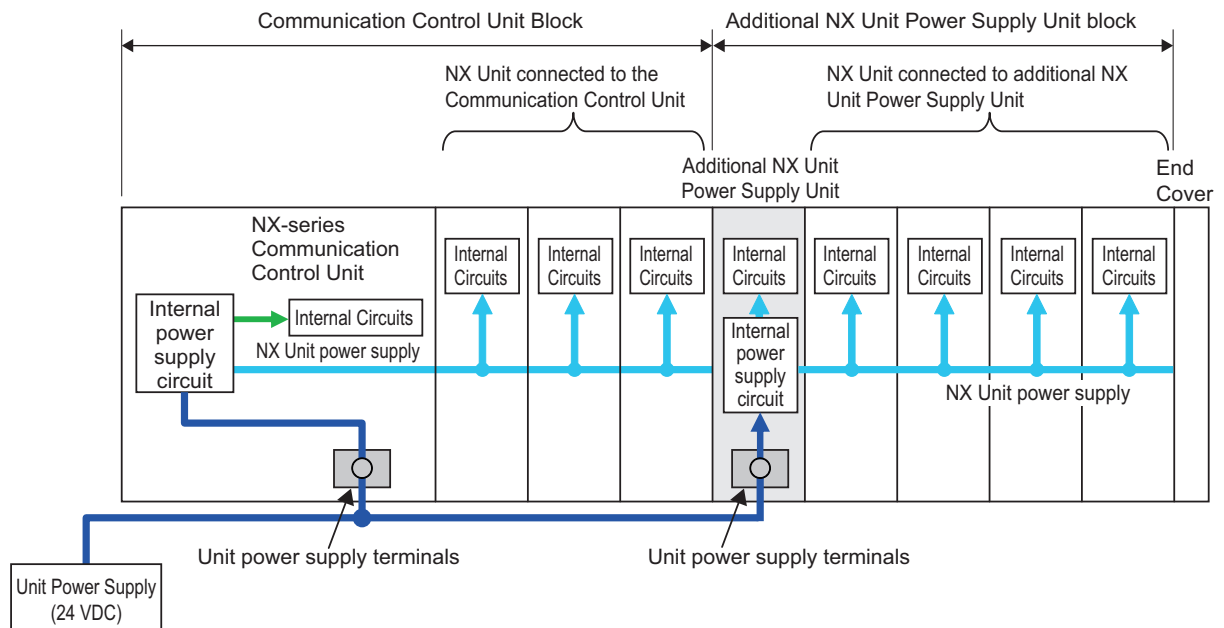 Communication Control Unit Block
Additional NX Unit Power Supply Unit block
NX Unit connected to the
Communication Control Unit
NX Unit connected to additional NX
Unit Power Supply Unit
Additional NX Unit
Power Supply Unit
End
Cover
NX-series
Communication
Control Unit
Internal
Circuits
Internal
Circuits
Internal
Circuits
Internal
Circuits
Internal
Circuits
Internal
Circuits
Internal
Circuits
Internal
Circuits
Internal
power
supply
circuit
Internal Circuits
NX Unit power supply
Internal
power
supply
circuit
NX Unit power supply
Unit power supply terminals
Unit power supply terminals
Unit Power Supply
(24 VDC)